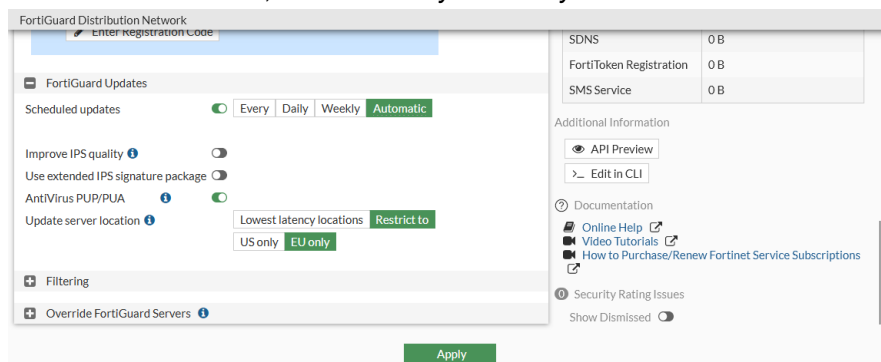 FortiGuard Distribution Network
Enter Registration Code
FortiGuard Updates
Scheduled updates Every Daily Weekly Automatic
Improve IPS quality
Use extended IPS signature package
AntiVirus PUP/PUA
Update server location Lowest latency locations Restrict to
US only EU only
Filtering
Override FortiGuard Servers
Apply
SDNS 0 B
FortiToken Registration 0 B
SMS Service 0 B
Additional Information
API Preview
>_ Edit in CLI
Documentation
Online Help
Video Tutorials
How to Purchase/Renew Fortinet Service Subscriptions
0 Security Rating Issues
Show Dismissed